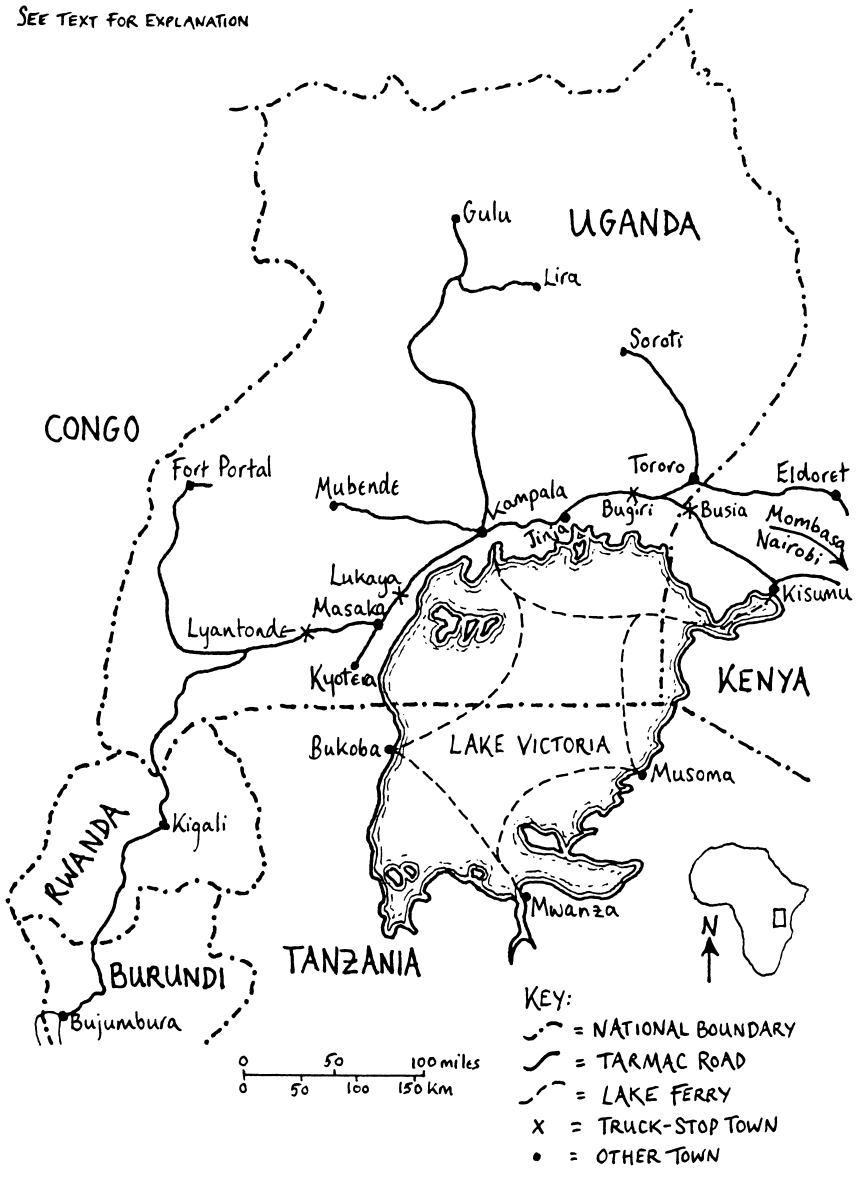 SEE TEXT FOR EXPLANATION
Gulu
UGANDA
Lira
Soroti
CONGO
Fort Portal
Mubende
Tororo
Eldoret
Kampala
Bugiri
Busia
Mombasa
Nairobi
Jinja
Lukaya
Masaka
Kisumu
Lyantonde
Kyotera
KENYA
Bukoba
LAKE VICTORIA
Musoma
RWANDA
Kigali
Mwanza
N
TANZANIA
BURUNDI
Bujumbura
KEY:
= NATIONAL BOUNDARY
= TARMAC ROAD
= LAKE FERRY
x = TRUCK-STOP TOWN
• = OTHER TOWN
0 50 100 miles
0 50 100 150 km